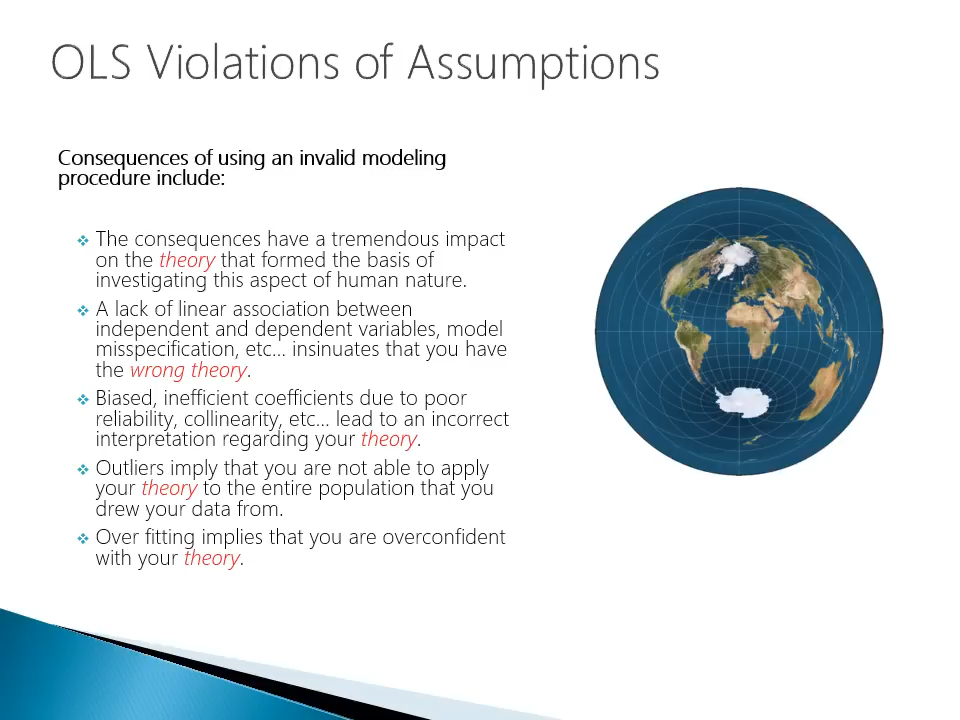 OLS Violations of Assumptions
Consequences of using an invalid modeling
procedure include:
The consequences have a tremendous impact
on the theory that formed the basis of
investigating this aspect of human nature.
A lack of linear association between
independent and dependent variables, model
misspecification, etc... insinuates that you have
the wrong theory.
Biased, inefficient coefficients due to poor
reliability, collinearity, etc... lead to an incorrect
interpretation regarding your theory.
Outliers imply that you are not able to apply
your theory to the entire population that you
drew your data from.
Over fitting implies that you are overconfident
with your theory.